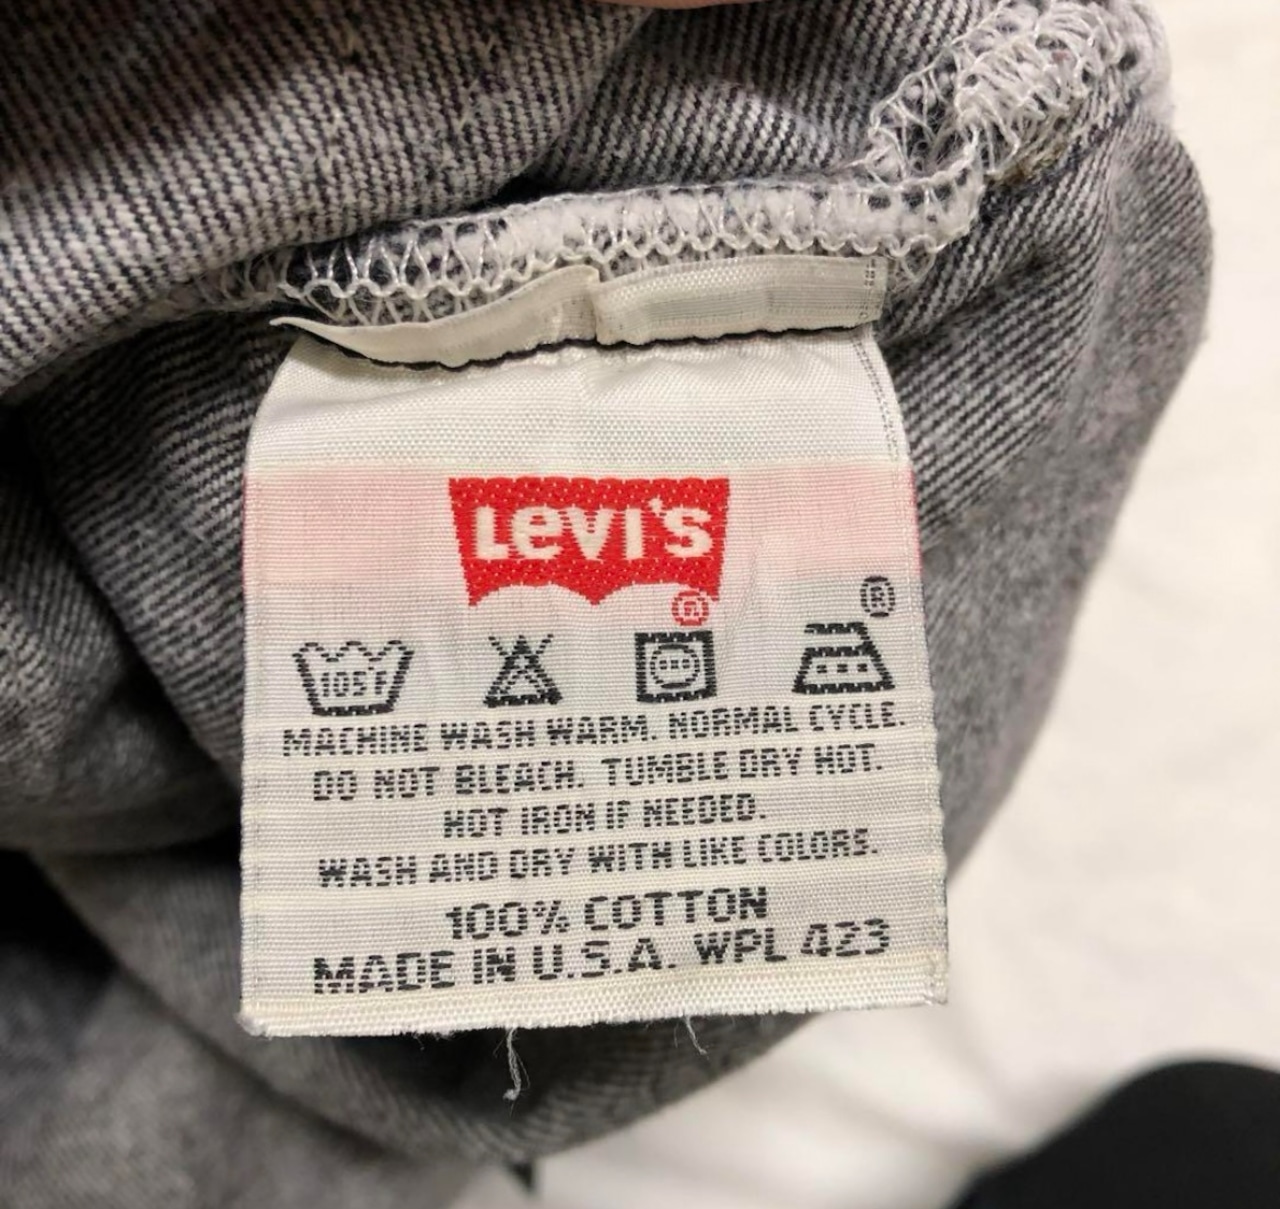 Levi's
®
®
105F
MACHINE WASH WARM. NORMAL CYCLE.
DO NOT BLEACH. TUMBLE DRY HOT.
HOT IRON IF NEEDED.
WASH AND DRY WITH LIKE COLORS.
100% COTTON
MADE IN U.S.A. WPL 423